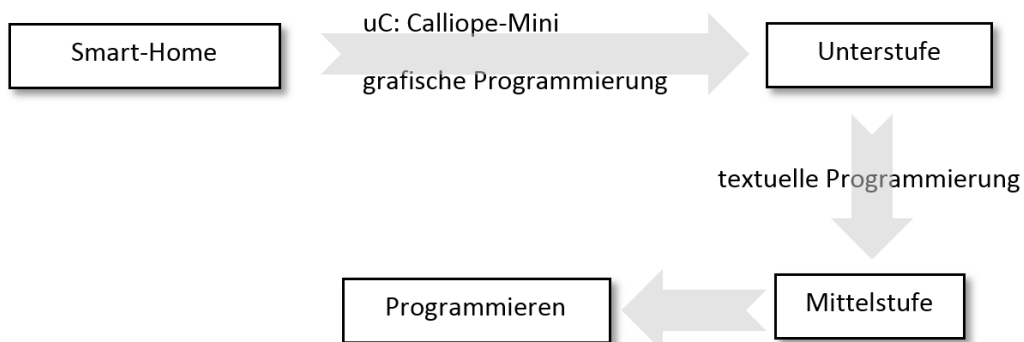 Smart-Home
uC: Calliope-Mini
grafische Programmierung
Unterstufe
textuelle Programmierung
Mittelstufe
Programmieren